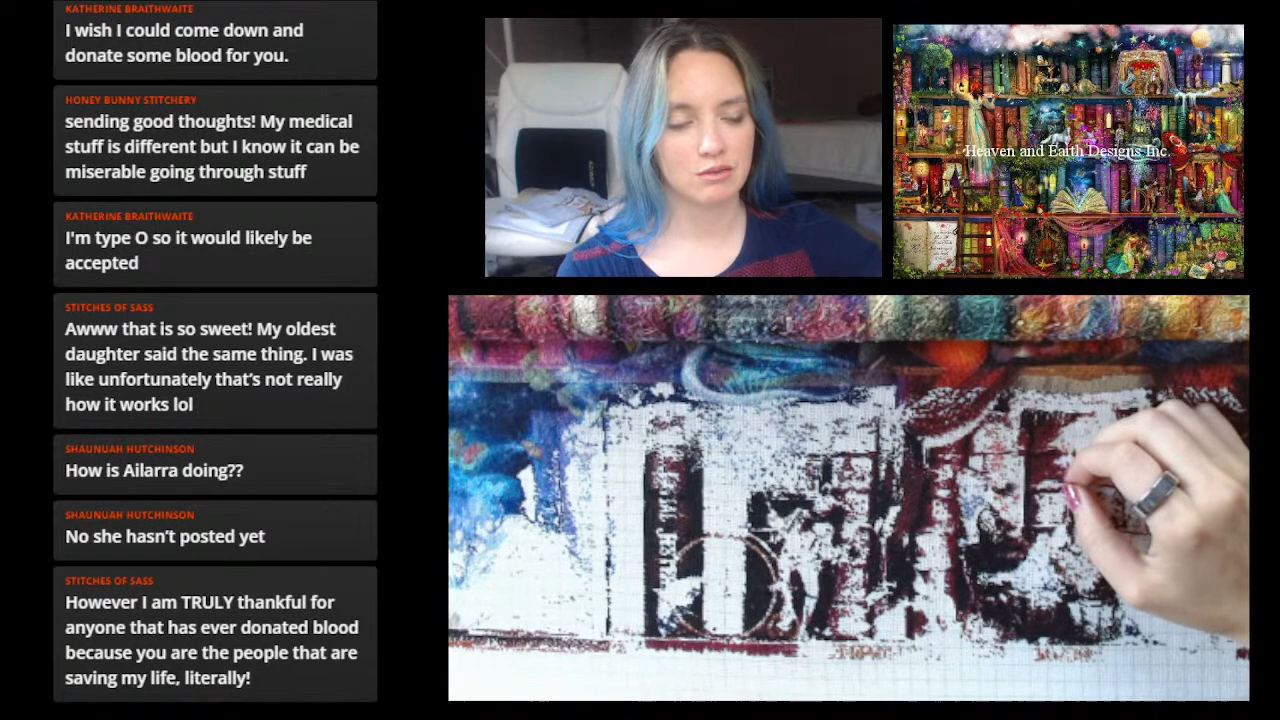 KATHERINE BRAITHWAITE
I wish I could come down and
donate some blood for you.
HONEY BUNNY STITCHERY
sending good thoughts! My medical
stuff is different but I know it can be
miserable going through stuff
KATHERINE BRAITHWAITE
I'm type O so it would likely be
accepted
STITCHES OF SASS
Awww that is so sweet! My oldest
daughter said the same thing. I was
like unfortunately that's not really
how it works lol
SHAUNUAH HUTCHINSON
How is Ailarra doing??
SHAUNUAH HUTCHINSON
No she hasn't posted yet
STITCHES OF SASS
However I am TRULY thankful for
anyone that has ever donated blood
because you are the people that are
saving my life, literally!
Heaven and Earth Designs Inc.